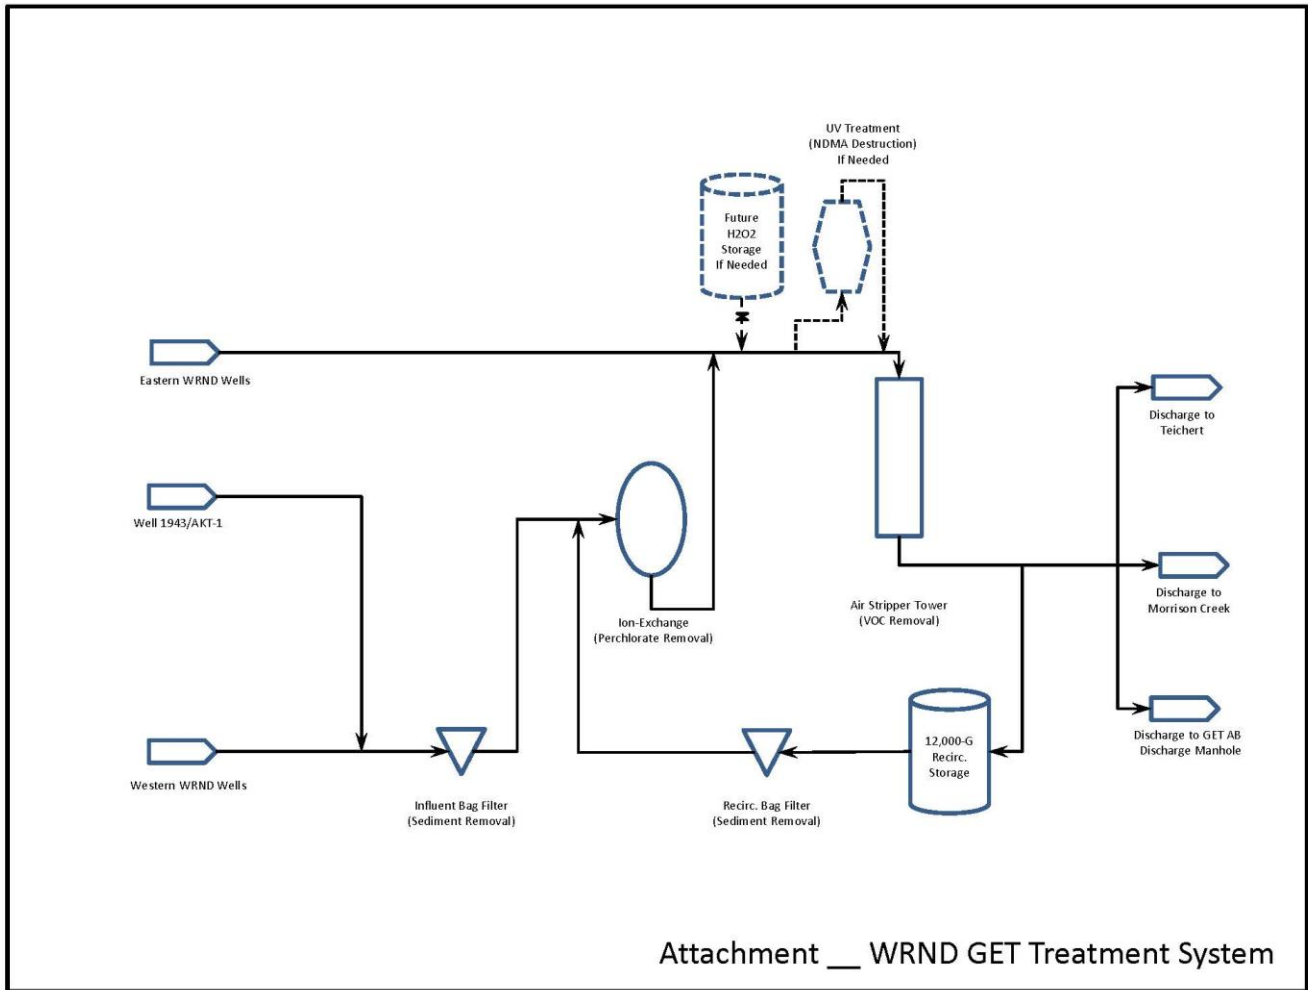 UV Treatment
(NDMA Destruction)
If Needed
Future
H2O2
Storage
If Needed
Eastern WRND Wells
Discharge to
Teichert
Well 1943/AKT-1
Discharge to
Morrison Creek
Air Stripper Tower
(VOC Removal)
Ion-Exchange
(Perchlorate Removal)
12,000-G
Recirc.
Storage
Discharge to GET AB
Discharge Manhole
Western WRND Wells
Influent Bag Filter
(Sediment Removal)
Recirc. Bag Filter
(Sediment Removal)
Attachment __ WRND GET Treatment System